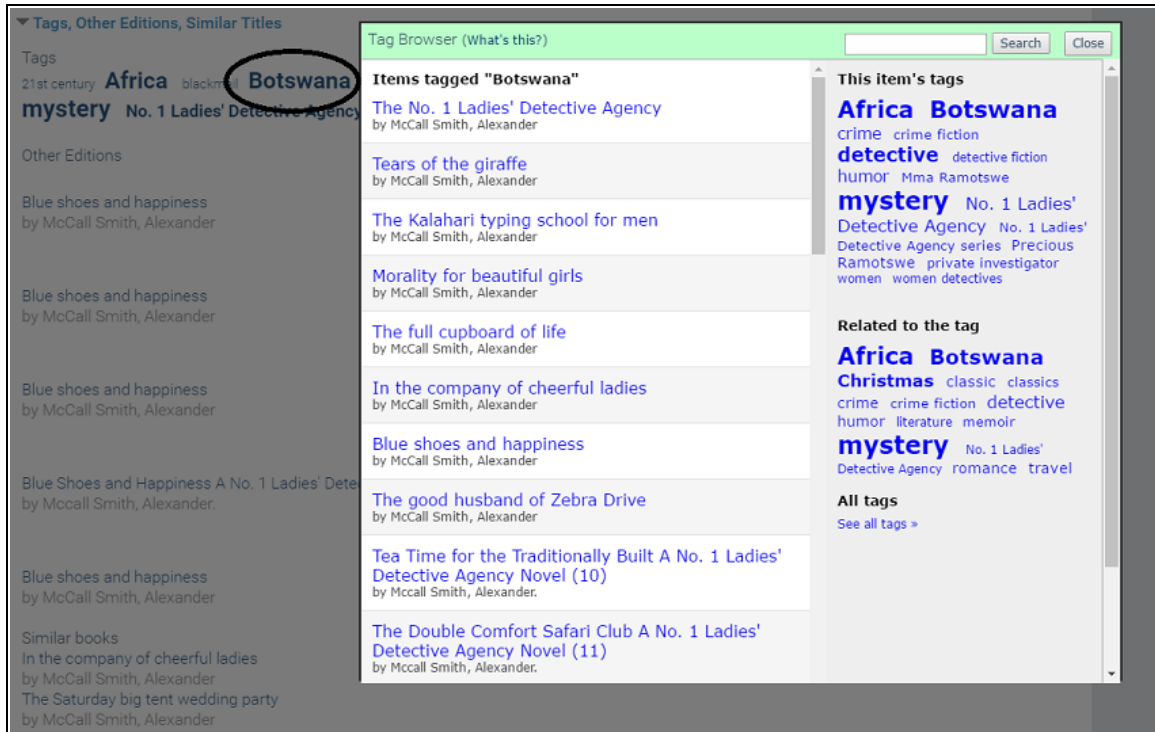 Tags, Other Editions, Similar Titles
Tags
21st century Africa Botswana
mystery No. 1 Ladies' Detective Agency
Other Editions
Blue shoes and happiness
by McCall Smith, Alexander
Blue shoes and happiness
by McCall Smith, Alexander
Blue shoes and happiness
by McCall Smith, Alexander
Blue Shoes and Happiness A No. 1 Ladies'
by Mccall Smith, Alexander.
Blue shoes and happiness
by McCall Smith, Alexander
Similar books
In the company of cheerful ladies
by McCall Smith, Alexander
The Saturday big tent wedding party
by McCall Smith, Alexander
Tag Browser (What's this?)
Search Close
Items tagged "Botswana"
The No. 1 Ladies' Detective Agency
by McCall Smith, Alexander
Tears of the giraffe
by McCall Smith, Alexander
The Kalahari typing school for men
by McCall Smith, Alexander
Morality for beautiful girls
by McCall Smith, Alexander
The full cupboard of life
by McCall Smith, Alexander
In the company of cheerful ladies
by McCall Smith, Alexander
Blue shoes and happiness
by McCall Smith, Alexander
The good husband of Zebra Drive
by McCall Smith, Alexander
Tea Time for the Traditionally Built A No. 1 Ladies'
Detective Agency Novel (10)
by Mccall Smith, Alexander.
The Double Comfort Safari Club A No. 1 Ladies'
Detective Agency Novel (11)
by Mccall Smith, Alexander.
This item's tags
Africa Botswana
crime crime fiction
detective detective fiction
humor Mma Ramotswe
mystery No. 1 Ladies'
Detective Agency No. 1 Ladies'
Detective Agency series Precious
Ramotswe private investigator
women women detectives
Related to the tag
Africa Botswana
Christmas classic classics
crime crime fiction detective
humor literature memoir
mystery No. 1 Ladies'
Detective Agency romance travel
All tags
See all tags »